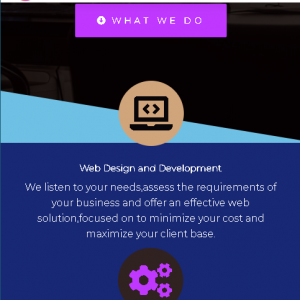 WHAT WE DO
Web Design and Development
We listen to your needs,assess the requirements of
your business and offer an effective web
solution,focused on to minimize your cost and
maximize your client base.